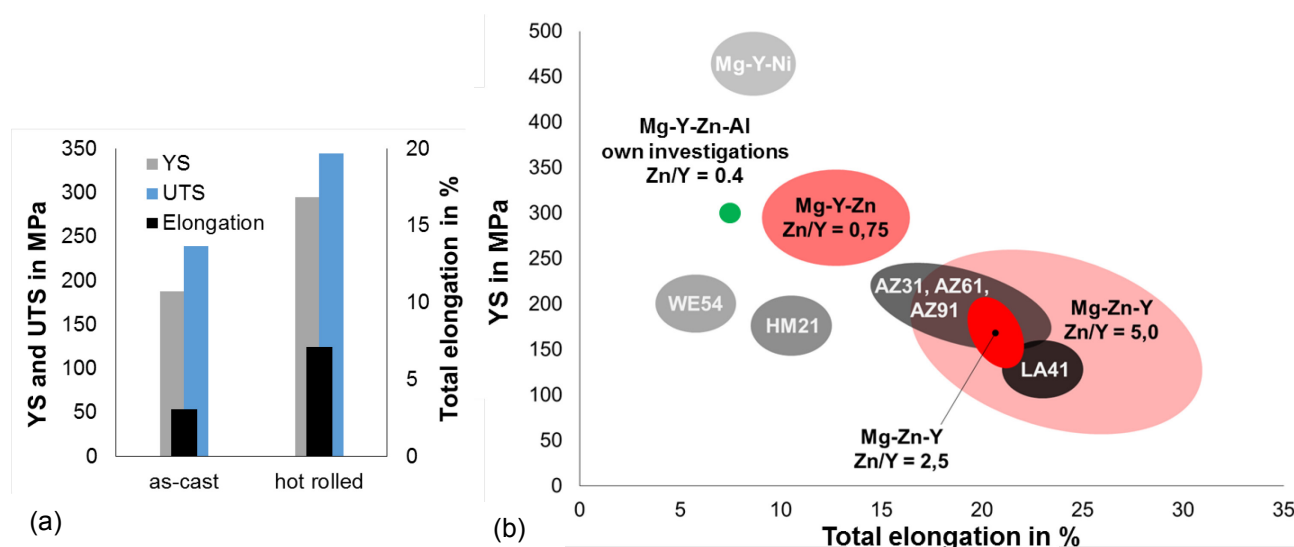 YS and UTS in MPa
350
300
250
200
150
100
50
0
YS
UTS
Elongation
20
15
10
5
0
Total elongation in %
as-cast
hot rolled
(a)
YS in MPa
500
450
400
350
300
250
200
150
100
50
0
Mg-Y-Ni
Mg-Y-Zn-Al
own investigations
Zn/Y = 0.4
Mg-Y-Zn
Zn/Y = 0,75
WE54
HM21
AZ31, AZ61,
AZ91
Mg-Zn-Y
Zn/Y = 5,0
LA41
Mg-Zn-Y
Zn/Y = 2,5
0
5
10
15
20
25
30
35
Total elongation in %
(b)